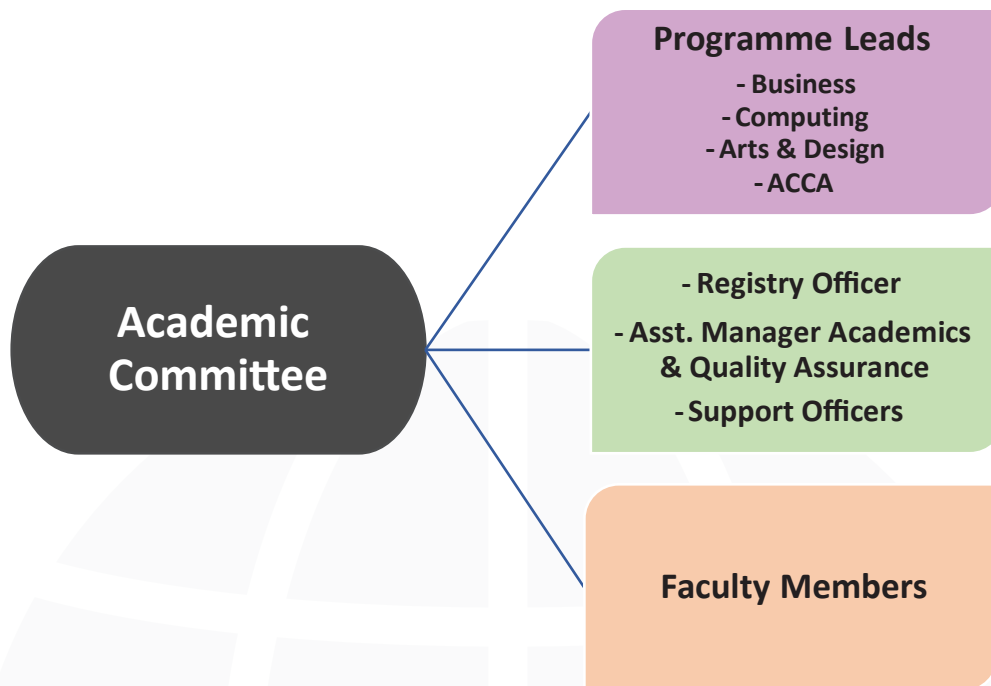 Academic
Committee
Programme Leads
- Business
- Computing
- Arts & Design
- ACCA
- Registry Officer
- Asst. Manager Academics
& Quality Assurance
- Support Officers
Faculty Members